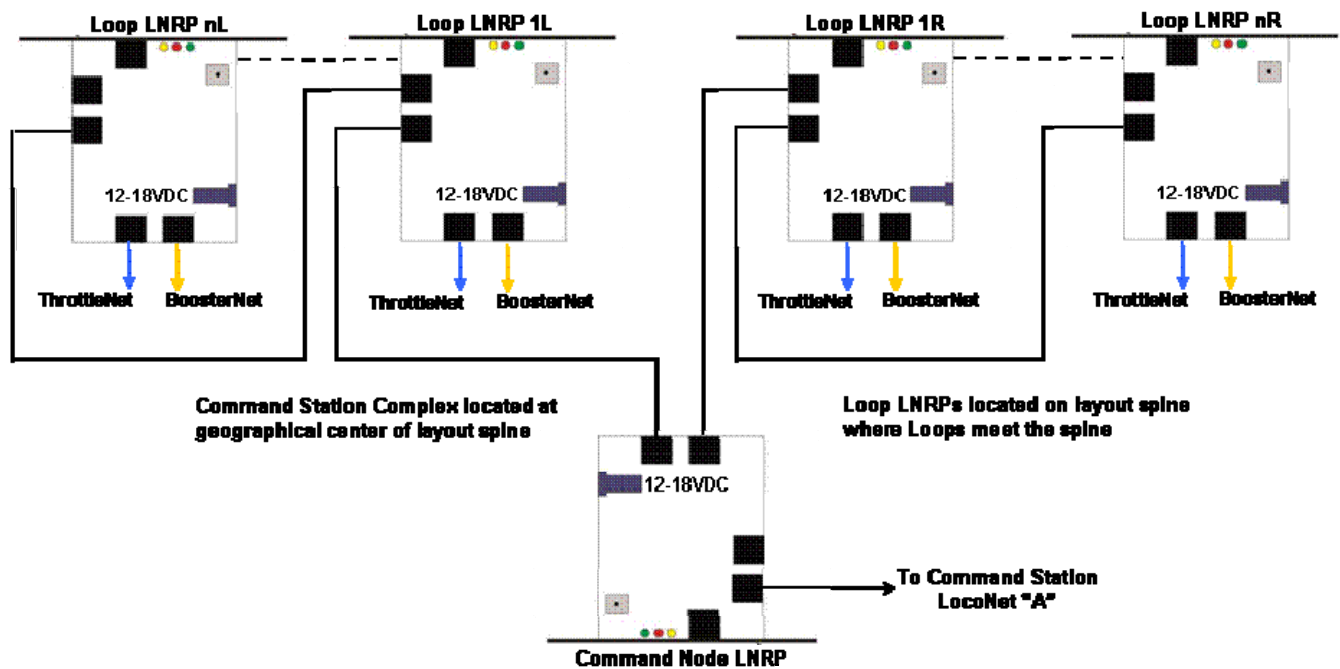 Loop LNRP nL
Loop LNRP 1L
Loop LNRP 1R
Loop LNRP nR
12-18VDC
12-18VDC
12-18VDC
12-18VDC
ThrottleNet
BoosterNet
ThrottleNet
BoosterNet
ThrottleNet
BoosterNet
ThrottleNet
BoosterNet
Command Station Complex located at
geographical center of layout spine
Loop LNRPs located on layout spine
where Loops meet the spine
12-18VDC
To Command Station
LocoNet "A"
Command Node LNRP